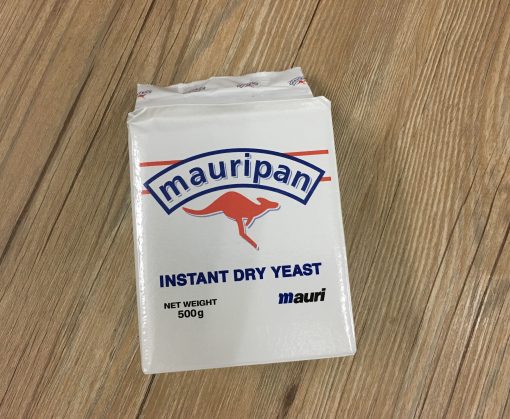 mauripan
INSTANT DRY YEAST
NET WEIGHT
500g
mauri